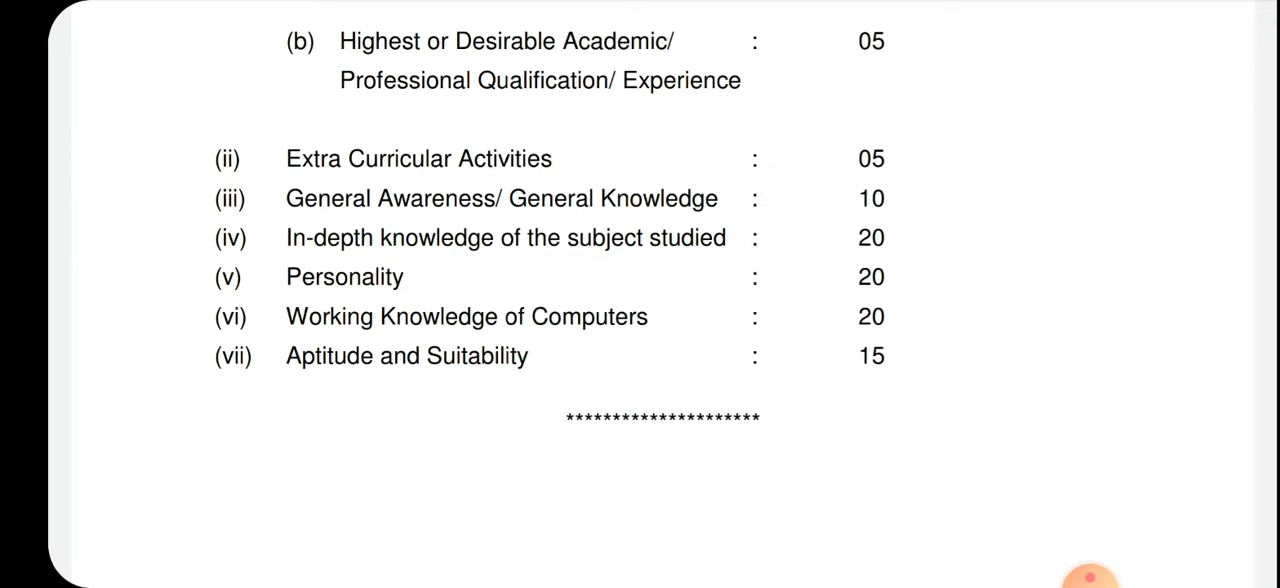 (b) Highest or Desirable Academic/ : 05
Professional Qualification/ Experience
(ii) Extra Curricular Activities : 05
(iii) General Awareness/ General Knowledge : 10
(iv) In-depth knowledge of the subject studied : 20
(v) Personality : 20
(vi) Working Knowledge of Computers : 20
(vii) Aptitude and Suitability : 15
*********************